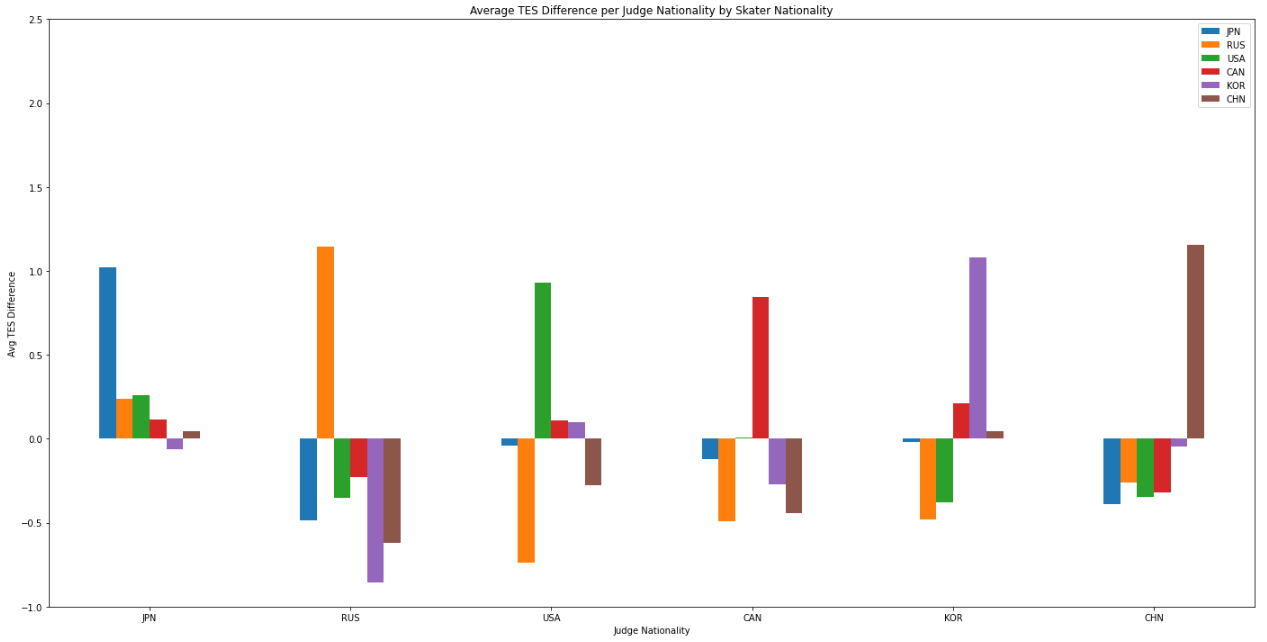 Average TES Difference per Judge Nationality by Skater Nationality
2.5
2.0
1.5
1.0
0.5
0.0
−0.5
−1.0
Avg TES Difference
JPN
RUS
USA
CAN
KOR
CHN
JPN RUS USA CAN KOR CHN
Judge Nationality